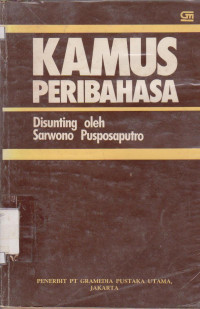 KAMUS
PERIBAHASA
Disunting oleh
Sarwono Pusposaputro
PENERBIT PT GRAMEDIA PUSTAKA UTAMA,
JAKARTA